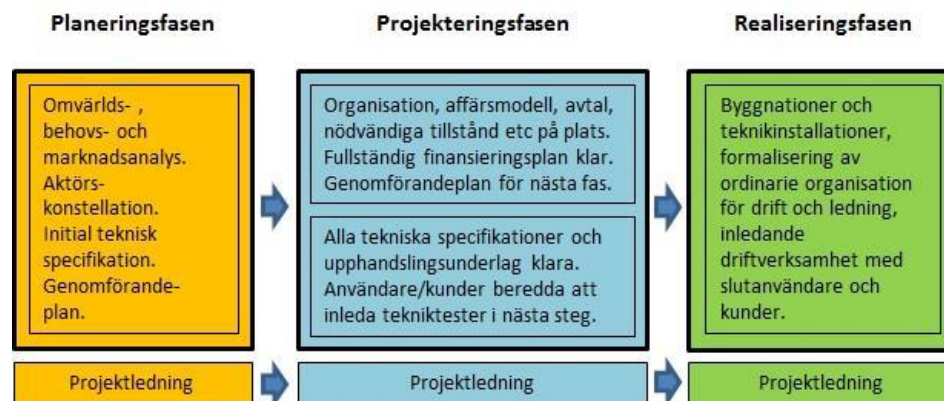 Planeringsfasen
Projekteringsfasen
Realiseringsfasen
Omvärlds- ,
behovs- och
marknadsanalys.
Aktörs-
konstellation.
Initial teknisk
specifikation.
Genomförande-
plan.
Organisation, affärsmodell, avtal,
nödvändiga tillstånd etc på plats.
Fullständig finansieringsplan klar.
Genomförandeplan för nästa fas.
Alla tekniska specifikationer och
upphandslingsunderlag klara.
Användare/kunder beredda att
inleda tekniktester i nästa steg.
Byggnationer och
teknikinstallationer,
formalisering av
ordinarie organisation
för drift och ledning,
inledande
driftverksamhet med
slutanvändare och
kunder.
Projektledning
Projektledning
Projektledning